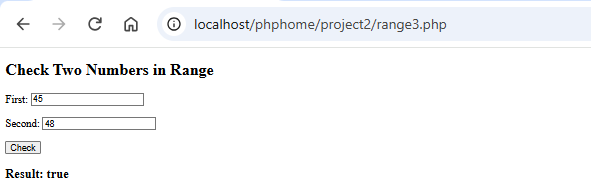 localhost/phphome/project2/range3.php
Check Two Numbers in Range
First: 45
Second: 48
Check
Result: true